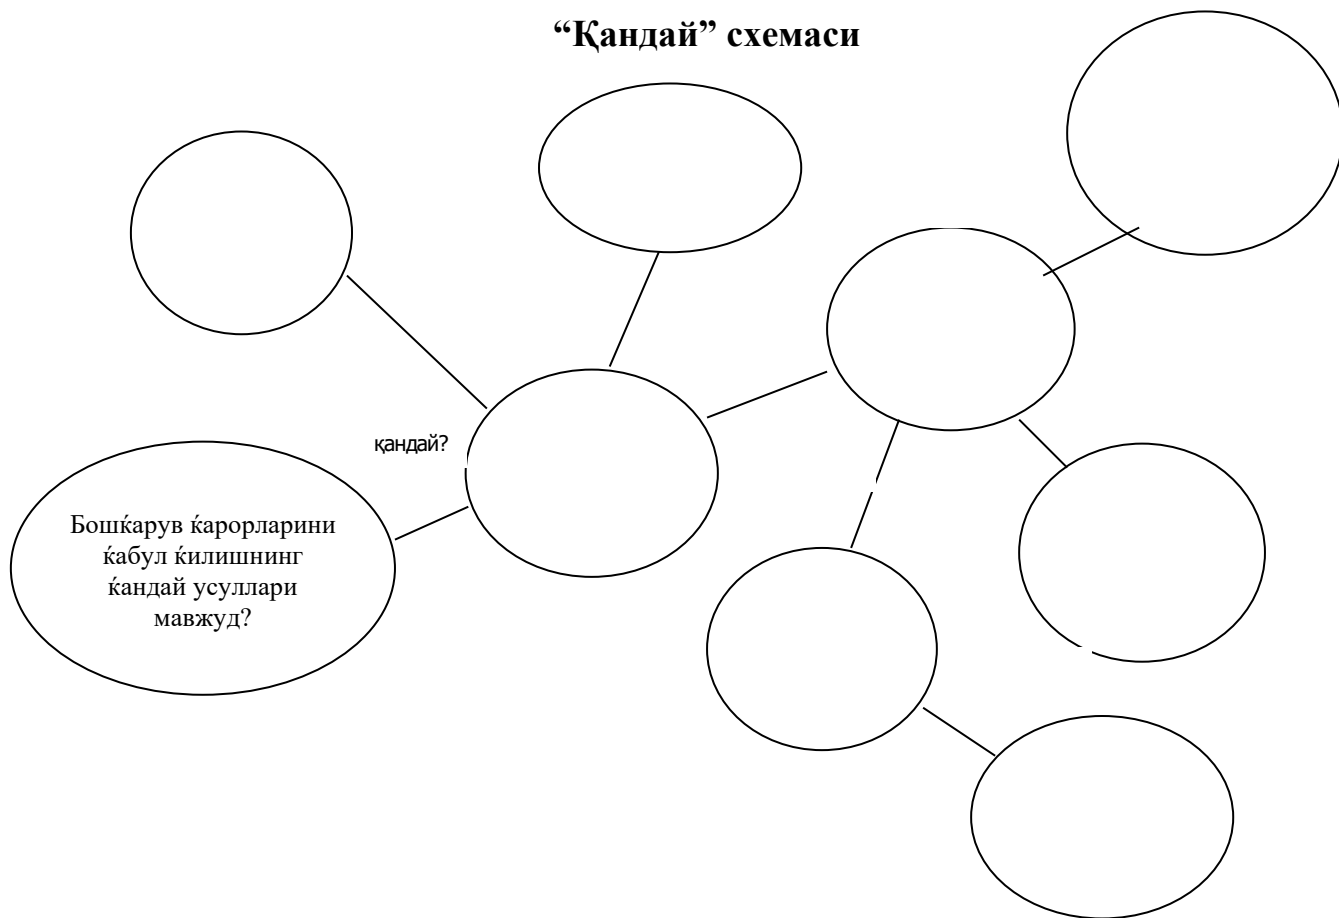 “Қандай” схемаси
қандай?
Бошќарув ќарорларини
ќабул ќилишнинг
ќандай усуллари
мавжуд?